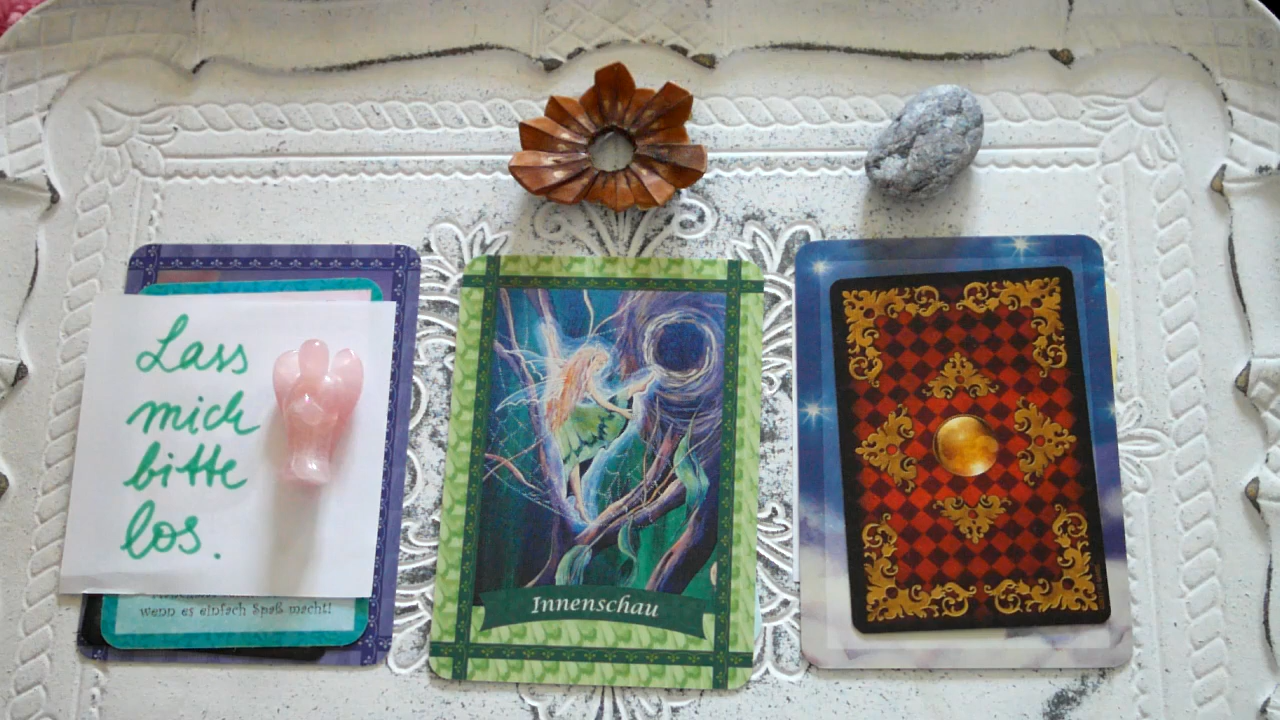 Lass
mich
bitte
los.
wenn es einfach Spaß macht!
Innenschau